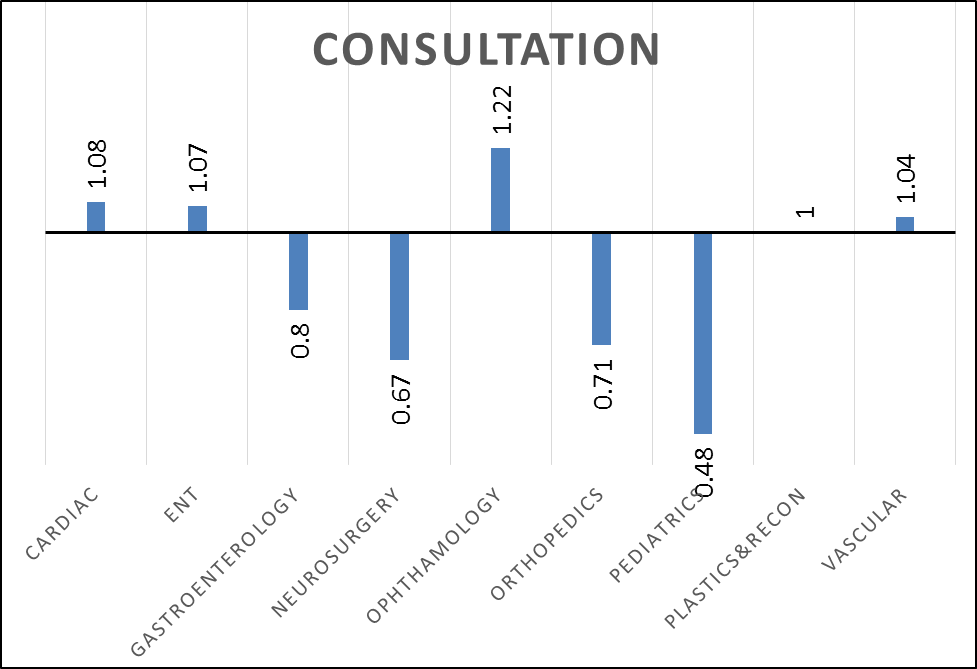 CONSULTATION
1.08
1.07
0.8
0.67
1.22
0.71
0.48
1
1.04
CARDIAC
ENT
GASTROENTEROLOGY
NEUROSURGERY
OPHTHAMOLOGY
ORTHOPEDICS
PEDIATRICS
PLASTICS&RECON
VASCULAR